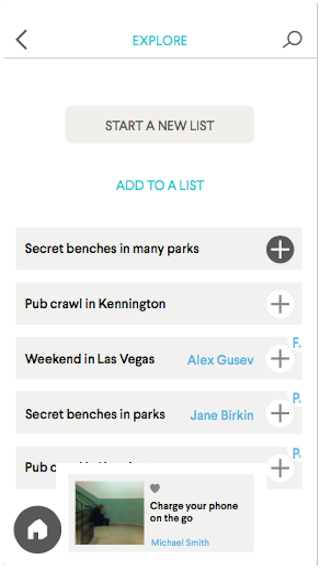 EXPLORE
START A NEW LIST
ADD TO A LIST
Secret benches in many parks
Pub crawl in Kennington
F.
Weekend in Las Vegas Alex Gusev
P.
Secret benches in parks Jane Birkin
P.
Pub c
Charge your phone
on the go
Michael Smith